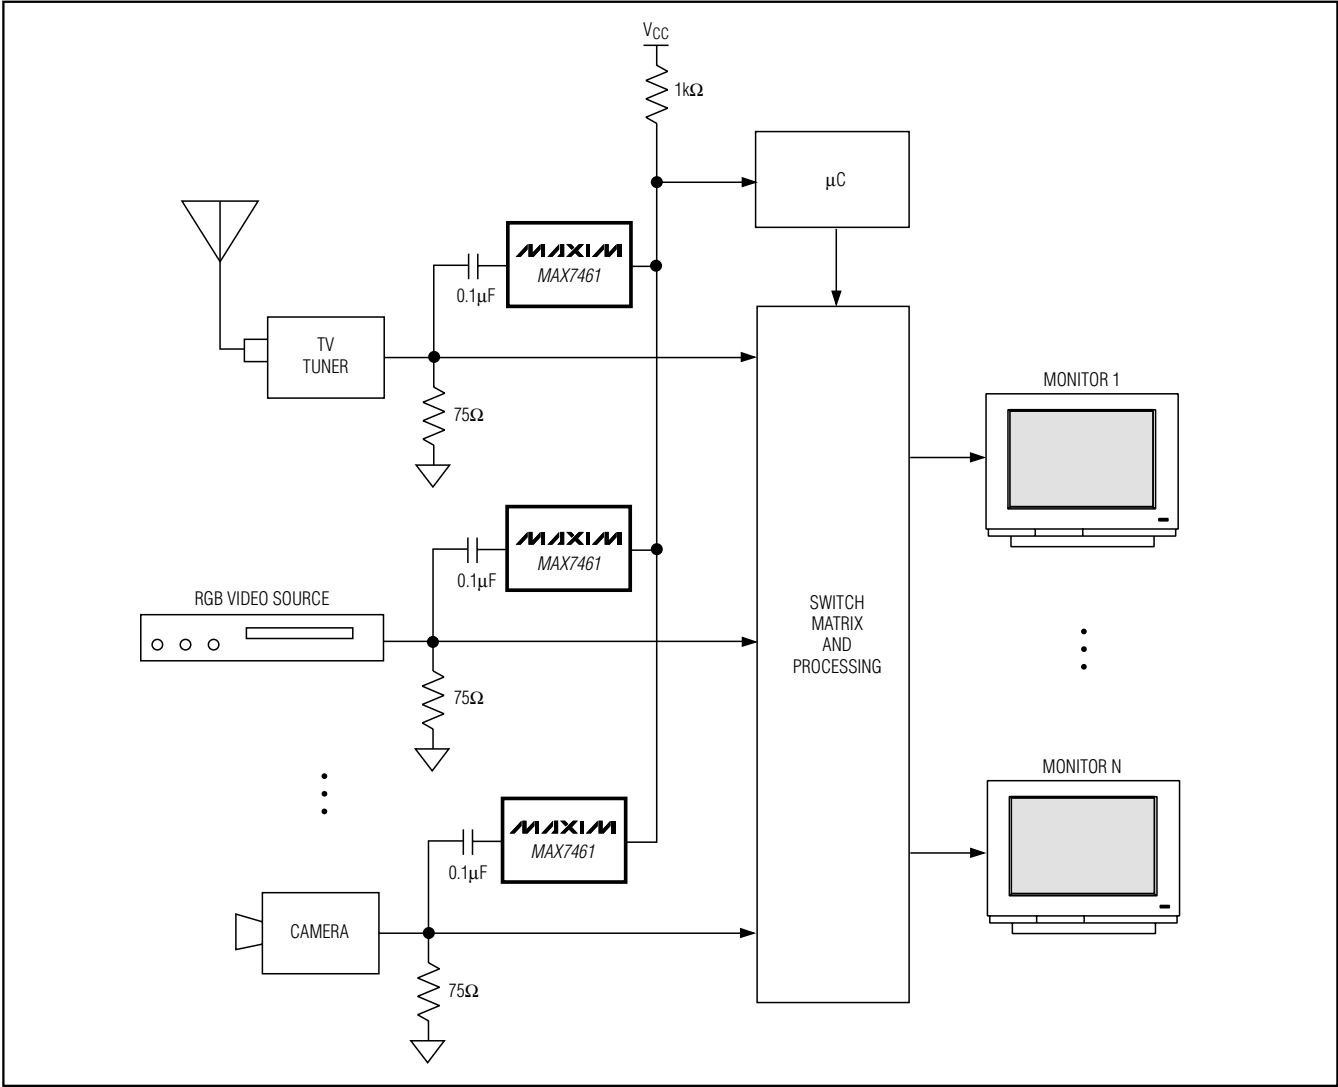 VCC
1kΩ
µC
MAXIM
MAX7461
0.1µF
TV
TUNER
75Ω
MONITOR 1
MAXIM
MAX7461
0.1µF
RGB VIDEO SOURCE
75Ω
SWITCH
MATRIX
AND
PROCESSING
MONITOR N
MAXIM
MAX7461
0.1µF
CAMERA
75Ω